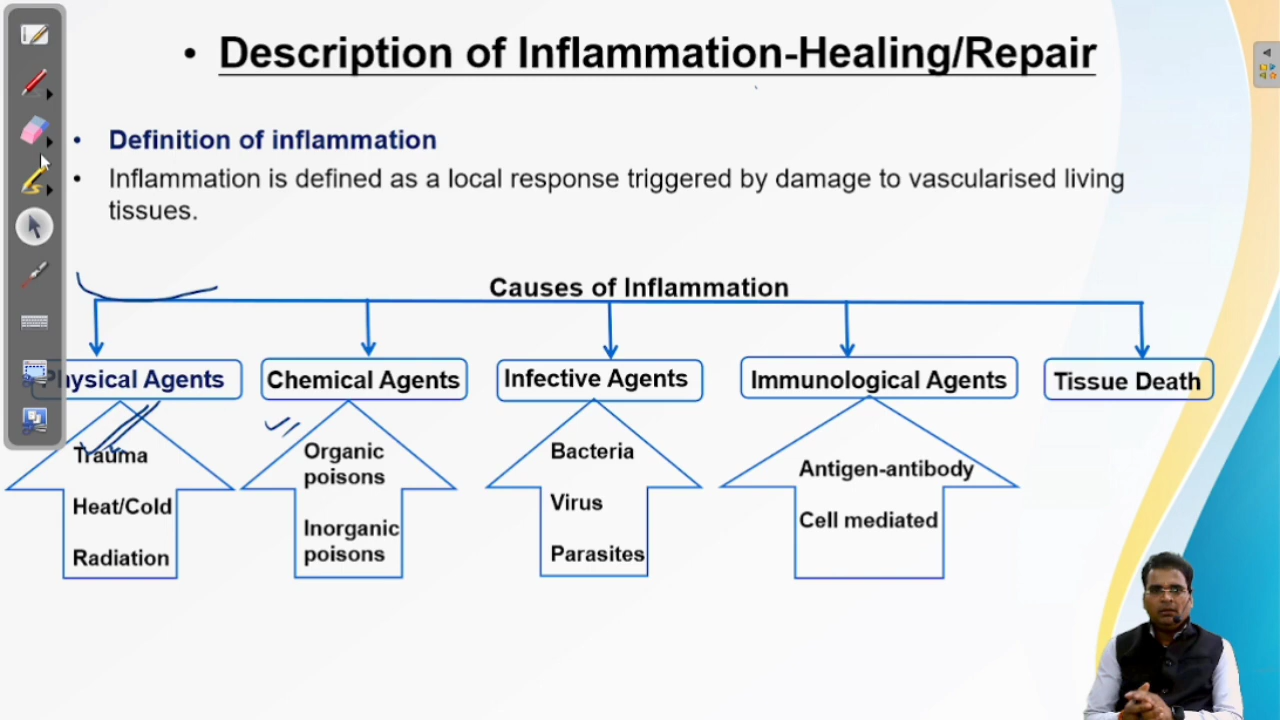 • Description of Inflammation-Healing/Repair
• Definition of inflammation
• Inflammation is defined as a local response triggered by damage to vascularised living
tissues.
Causes of Inflammation
Physical Agents
Chemical Agents
Infective Agents
Immunological Agents
Tissue Death
Trauma
Heat/Cold
Radiation
Organic
poisons
Inorganic
poisons
Bacteria
Virus
Parasites
Antigen-antibody
Cell mediated